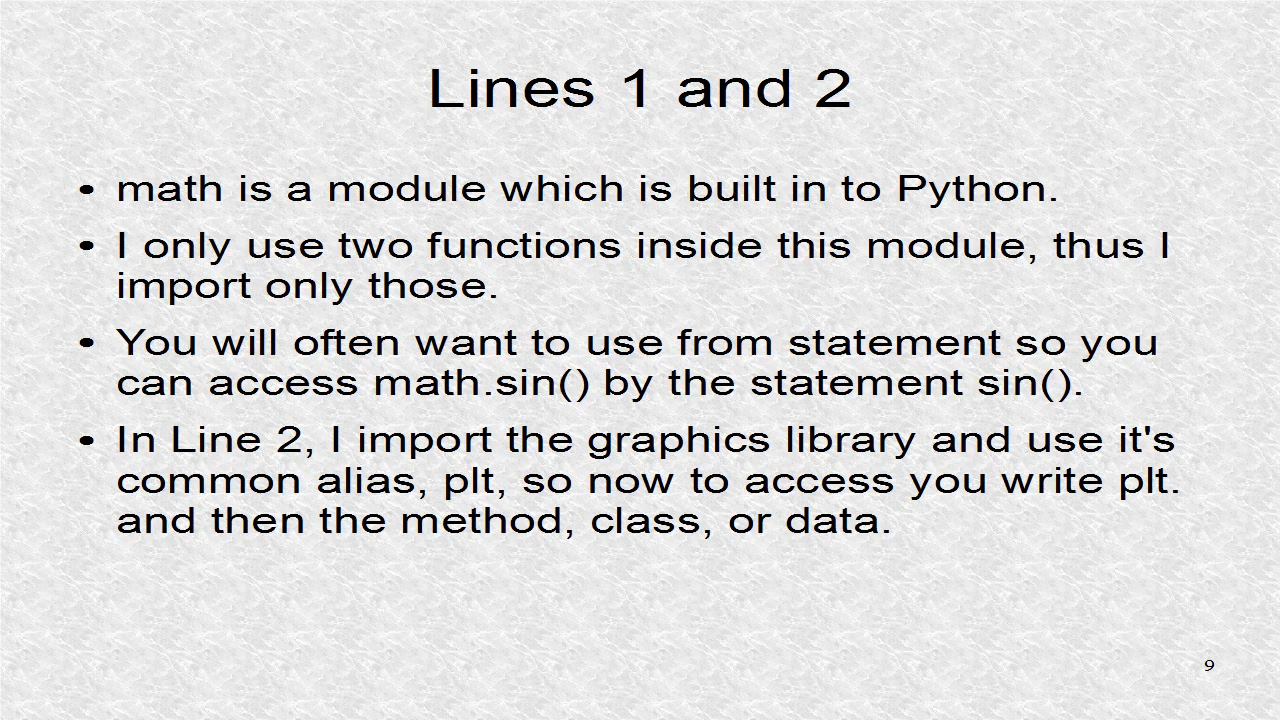 Lines 1 and 2
• math is a module which is built in to Python.
• I only use two functions inside this module, thus I
import only those.
• You will often want to use from statement so you
can access math.sin() by the statement sin().
• In Line 2, I import the graphics library and use it's
common alias, plt, so now to access you write plt.
and then the method, class, or data.
9